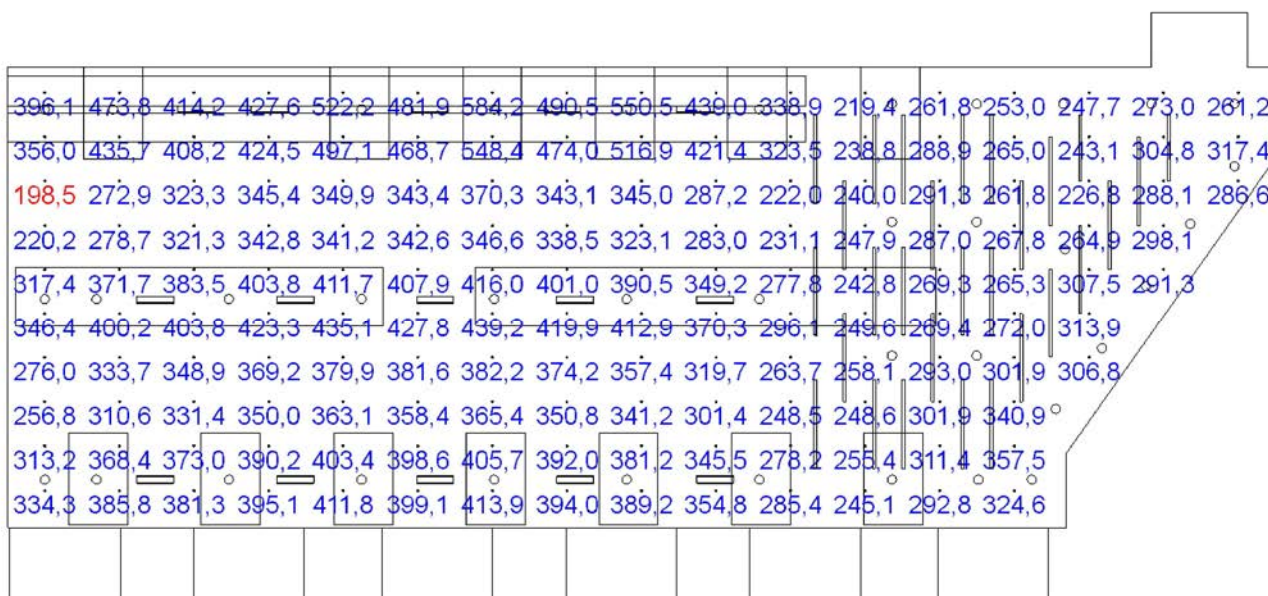 396,1 473,8 414,2 427,6 522,2 481,9 584,2 490,5 550,5 439,0 338,9 219,4 261,8 253,0 247,7 273,0 261,2
356,0 435,7 408,2 424,5 497,1 468,7 548,4 474,0 516,9 421,4 323,5 238,8 288,9 265,0 243,1 304,8 317,4
198,5 272,9 323,3 345,4 349,9 343,4 370,3 343,1 345,0 287,2 222,0 240,0 291,3 261,8 226,8 288,1 286,6
220,2 278,7 321,3 342,8 341,2 342,6 346,6 338,5 323,1 283,0 231,1 247,9 287,0 267,8 264,9 298,1
317,4 371,7 383,5 403,8 411,7 407,9 416,0 401,0 390,5 349,2 277,8 242,8 269,3 265,3 307,5 291,3
346,4 400,2 403,8 423,3 435,1 427,8 439,2 419,9 412,9 370,3 296,1 249,6 269,4 272,0 313,9
276,0 333,7 348,9 369,2 379,9 381,6 382,2 374,2 357,4 319,7 263,7 258,1 293,0 301,9 306,8
256,8 310,6 331,4 350,0 363,1 358,4 365,4 350,8 341,2 301,4 248,5 248,6 301,9 340,9
313,2 368,4 373,0 390,2 403,4 398,6 405,7 392,0 381,2 345,5 278,2 255,4 311,4 357,5
334,3 385,8 381,3 395,1 411,8 399,1 413,9 394,0 389,2 354,8 285,4 245,1 292,8 324,6